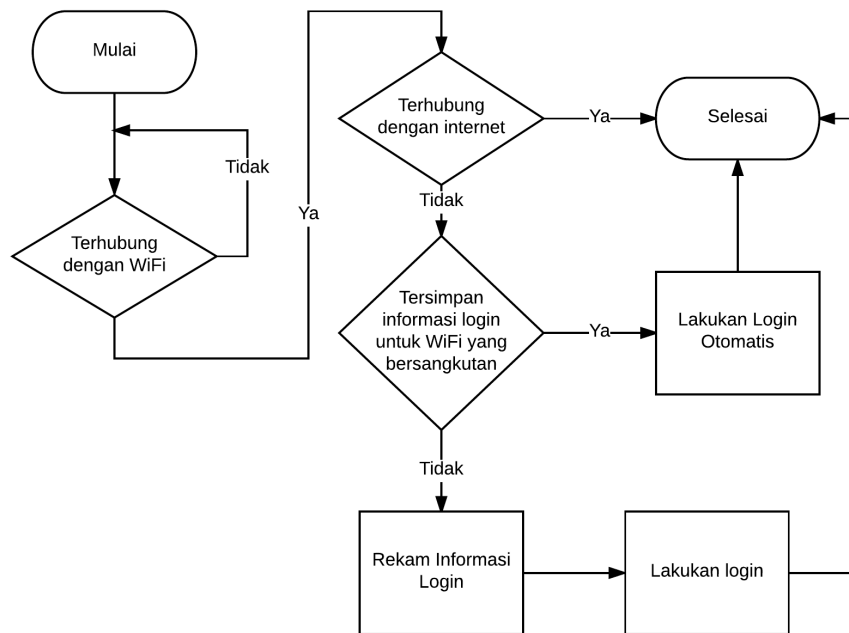 Mulai
Tidak
Terhubung
dengan WiFi
Ya
Terhubung
dengan internet
Ya
Selesai
Tidak
Tersimpan
informasi login
untuk WiFi yang
bersangkutan
Ya
Lakukan Login
Otomatis
Tidak
Rekam Informasi
Login
Lakukan login